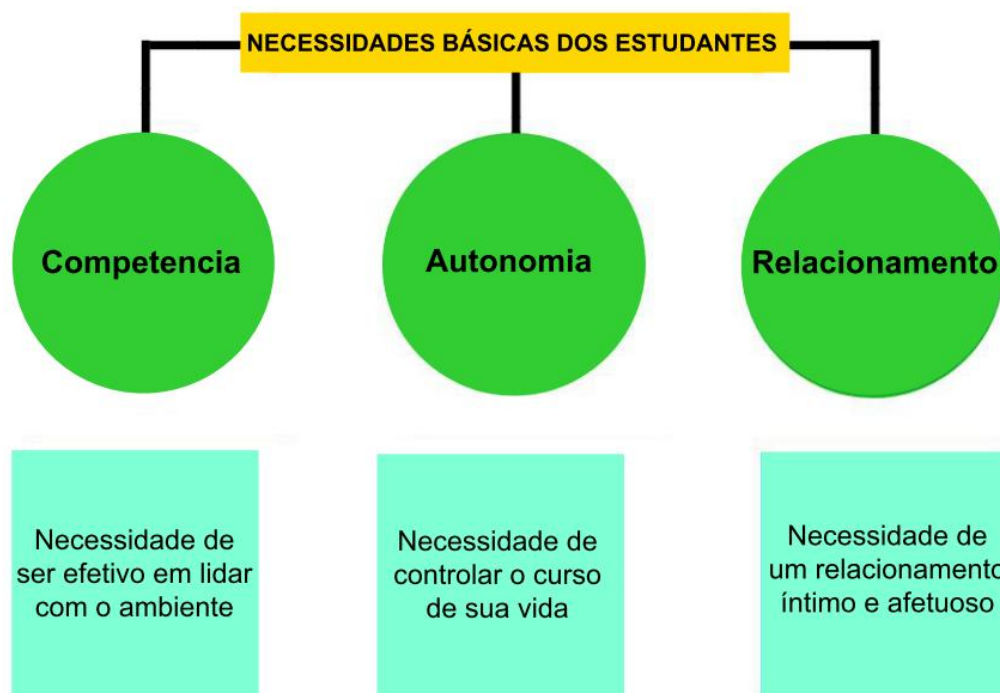 NECESSIDADES BÁSICAS DOS ESTUDANTES
Competencia
Autonomia
Relacionamento
Necessidade de
ser efetivo em lidar
com o ambiente
Necessidade de
controlar o curso
de sua vida
Necessidade de
um relacionamento
íntimo e afetuoso